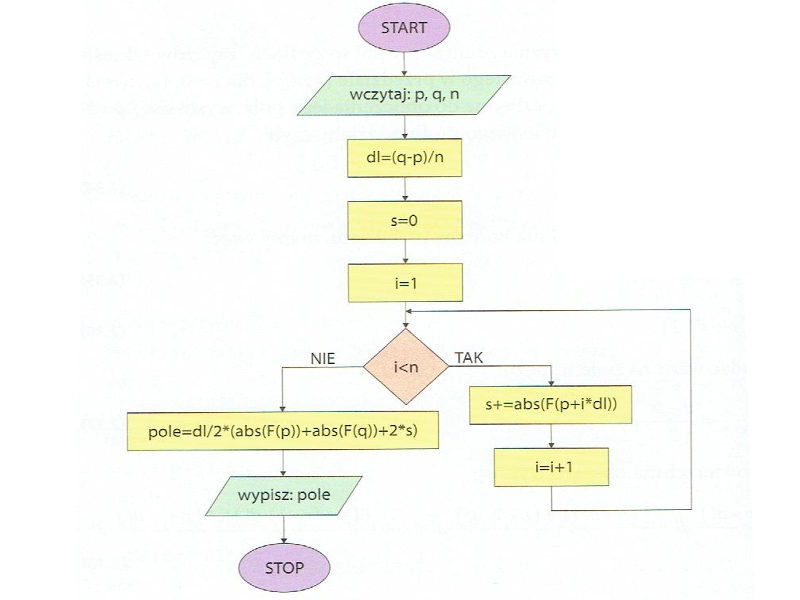 START
wczytaj: p, q, n
dl=(q-p)/n
s=0
i=1
i<n
NIE
TAK
s+=abs(F(p+i*dl))
i=i+1
pole=dl/2*(abs(F(p))+abs(F(q))+2*s)
wypisz: pole
STOP